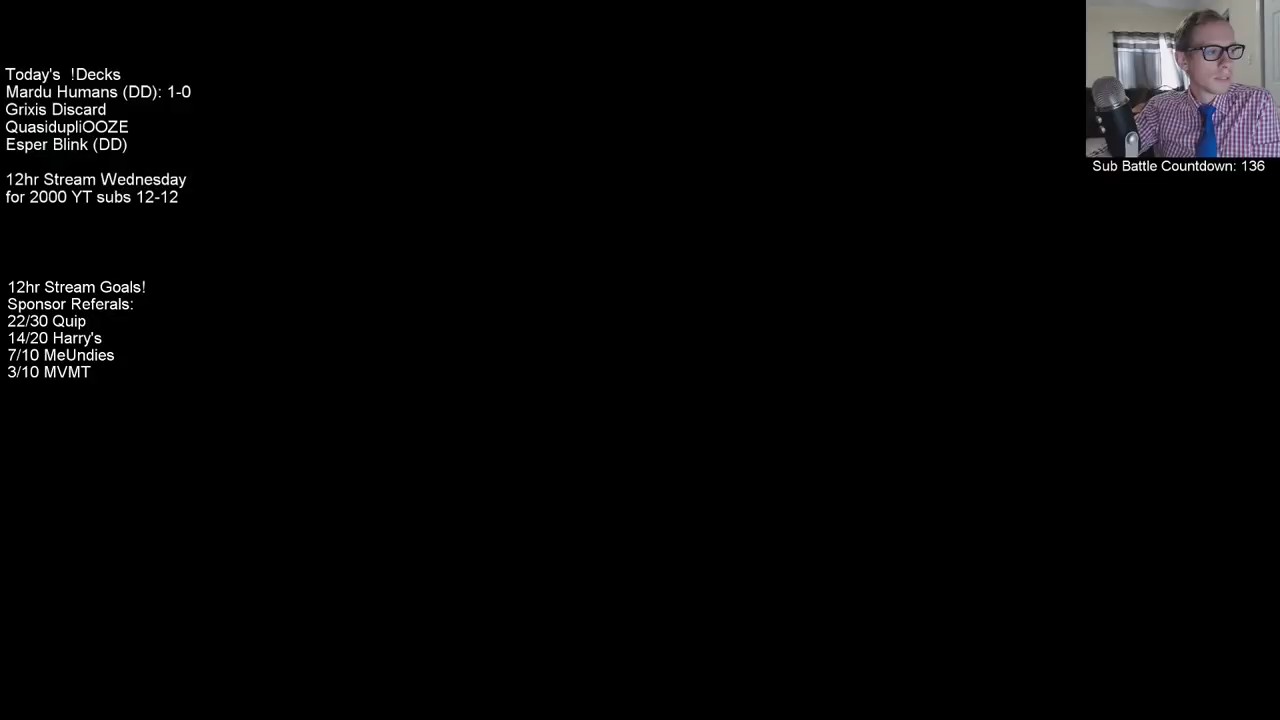 Today's !Decks
Mardu Humans (DD): 1-0
Grixis Discard
QuasidupliOOZE
Esper Blink (DD)
12hr Stream Wednesday
for 2000 YT subs 12-12
12hr Stream Goals!
Sponsor Referals:
22/30 Quip
14/20 Harry's
7/10 MeUndies
3/10 MVMT
Sub Battle Countdown: 136